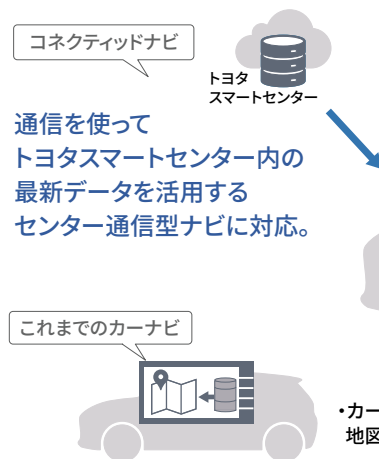 コネクティッドナビ
トヨタ
スマートセンター
通信を使って
トヨタスマートセンター内の
最新データを活用する
センター通信型ナビに対応。
これまでのカーナビ
・カー
地図